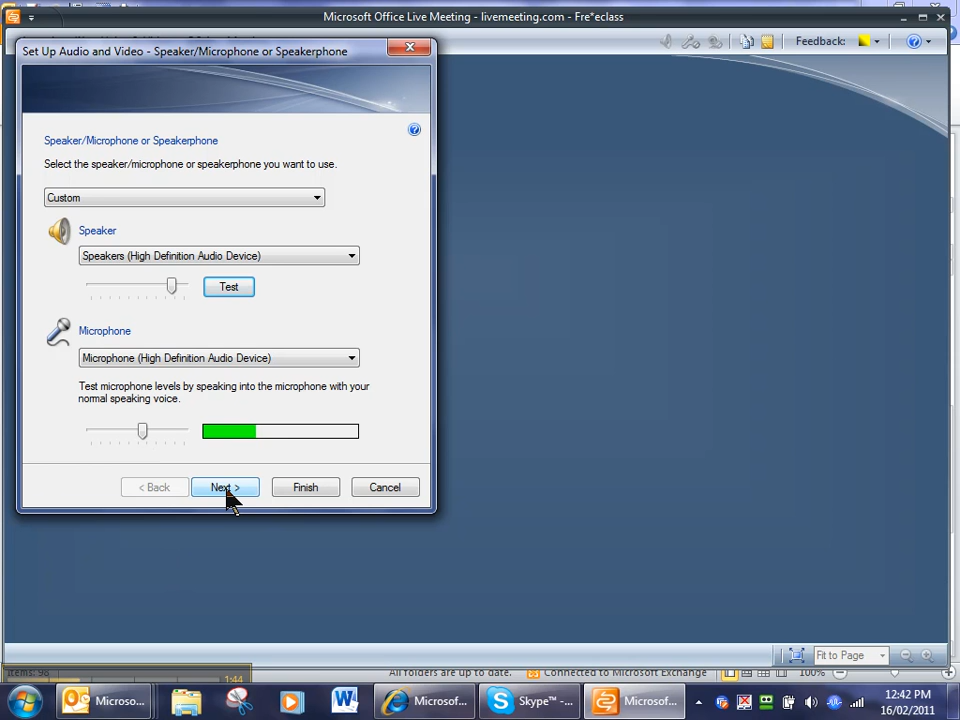 Microsoft Office Live Meeting - livemeeting.com - Fre*eclass
Set Up Audio and Video - Speaker/Microphone or Speakerphone
Feedback:
Speaker/Microphone or Speakerphone
Select the speaker/microphone or speakerphone you want to use.
Custom
Speaker
Speakers (High Definition Audio Device)
Test
Microphone
Microphone (High Definition Audio Device)
Test microphone levels by speaking into the microphone with your
normal speaking voice.
< Back
Next >
Finish
Cancel
Fit to Page
Items: 98
1:44
All folders are up to date.
Connected to Microsoft Exchange
100%
Microso...
Microsof...
Skype™ -...
Microsof...
12:42 PM
16/02/2011